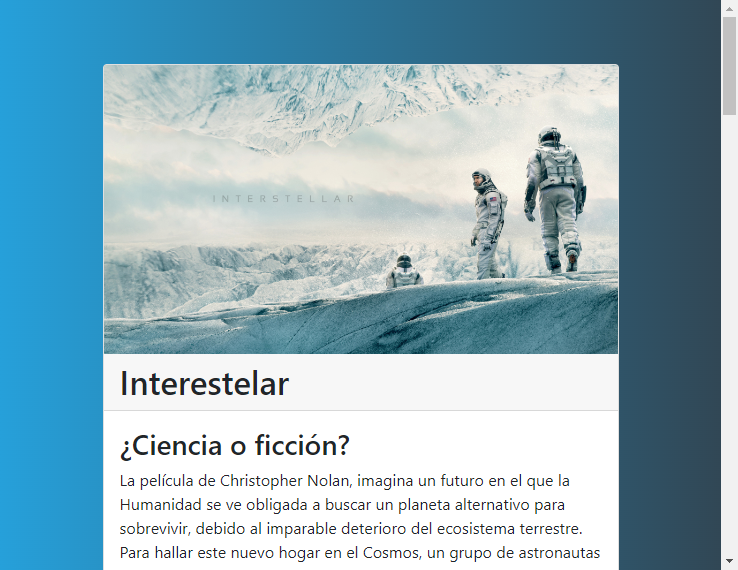 INTERSTELLAR
Interestelar
¿Ciencia o ficción?
La película de Christopher Nolan, imagina un futuro en el que la
Humanidad se ve obligada a buscar un planeta alternativo para
sobrevivir, debido al imparable deterioro del ecosistema terrestre.
Para hallar este nuevo hogar en el Cosmos, un grupo de astronautas